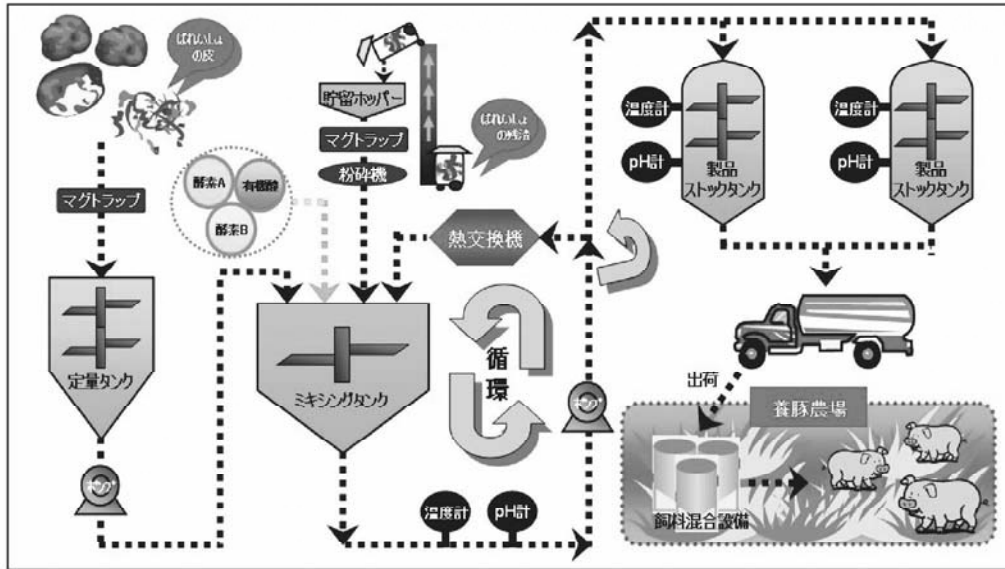 ばれいしょ
の皮
マグトラップ
定量タンク
ポンプ
酵素A
有機酸
酵素B
貯留ホッパー
マグトラップ
粉砕機
ばれいしょ
の残渣
熱交換機
ミキシングタンク
循
環
ポンプ
温度計
pH計
温度計
pH計
製品
ストックタンク
温度計
pH計
製品
ストックタンク
出荷
養豚農場
飼料混合設備